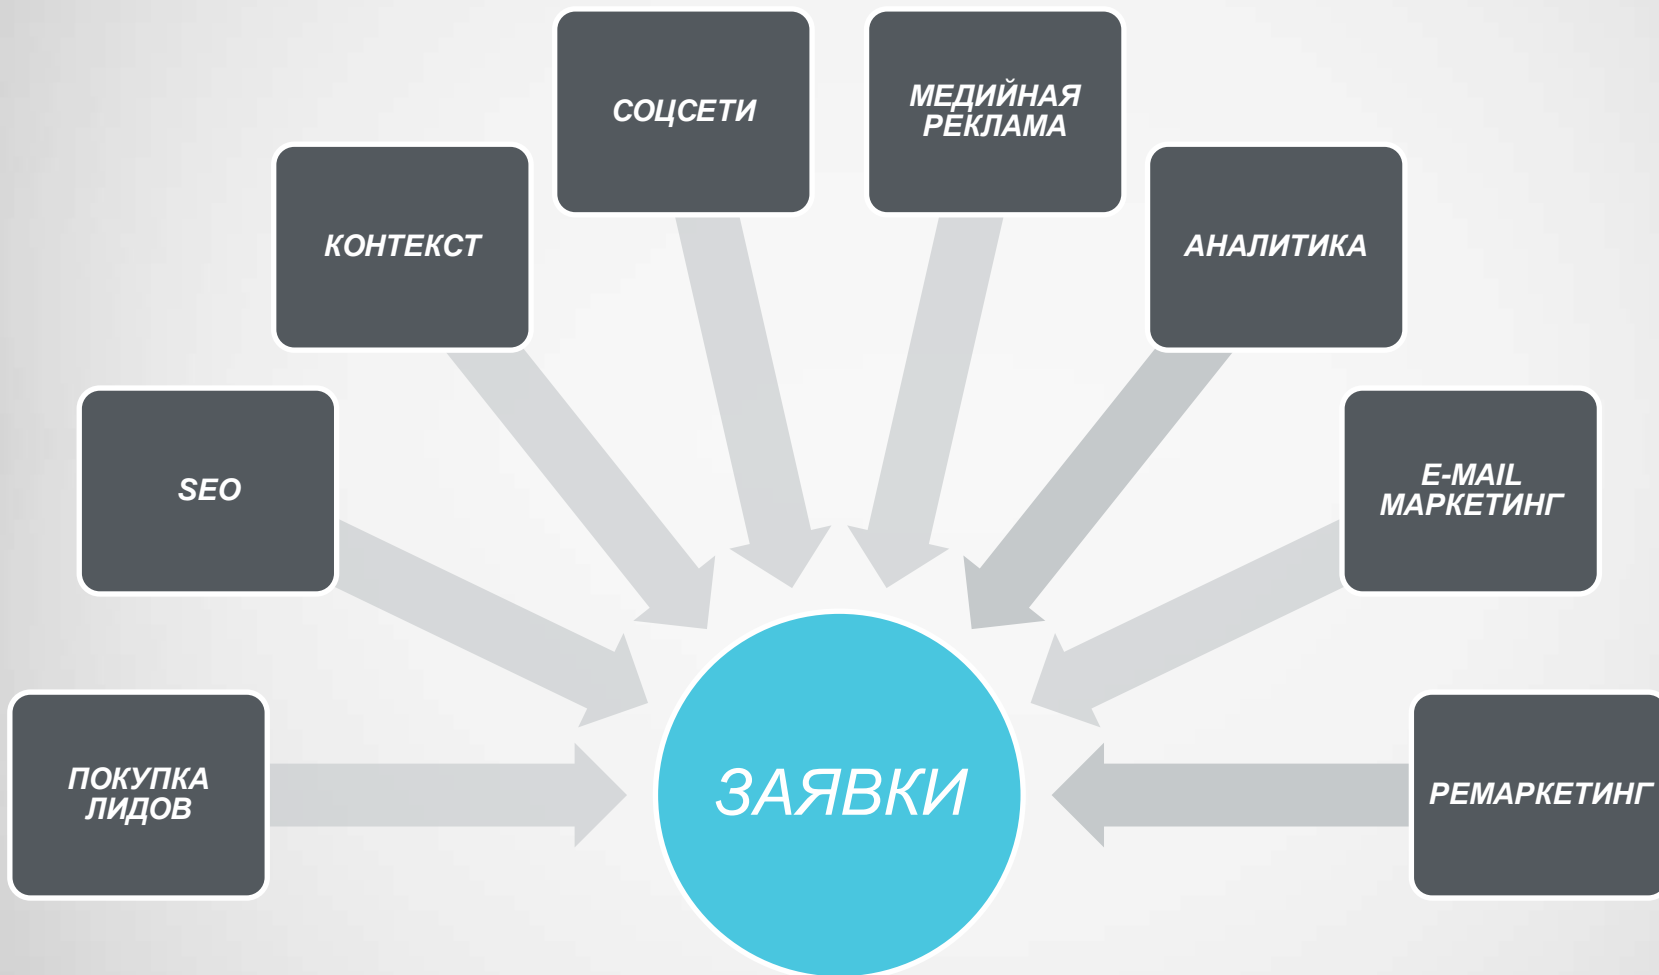 СОЦСЕТИ
МЕДИЙНАЯ
РЕКЛАМА
КОНТЕКСТ
АНАЛИТИКА
SEO
E-MAIL
МАРКЕТИНГ
ПОКУПКА
ЛИДОВ
ЗАЯВКИ
РЕМАРКЕТИНГ